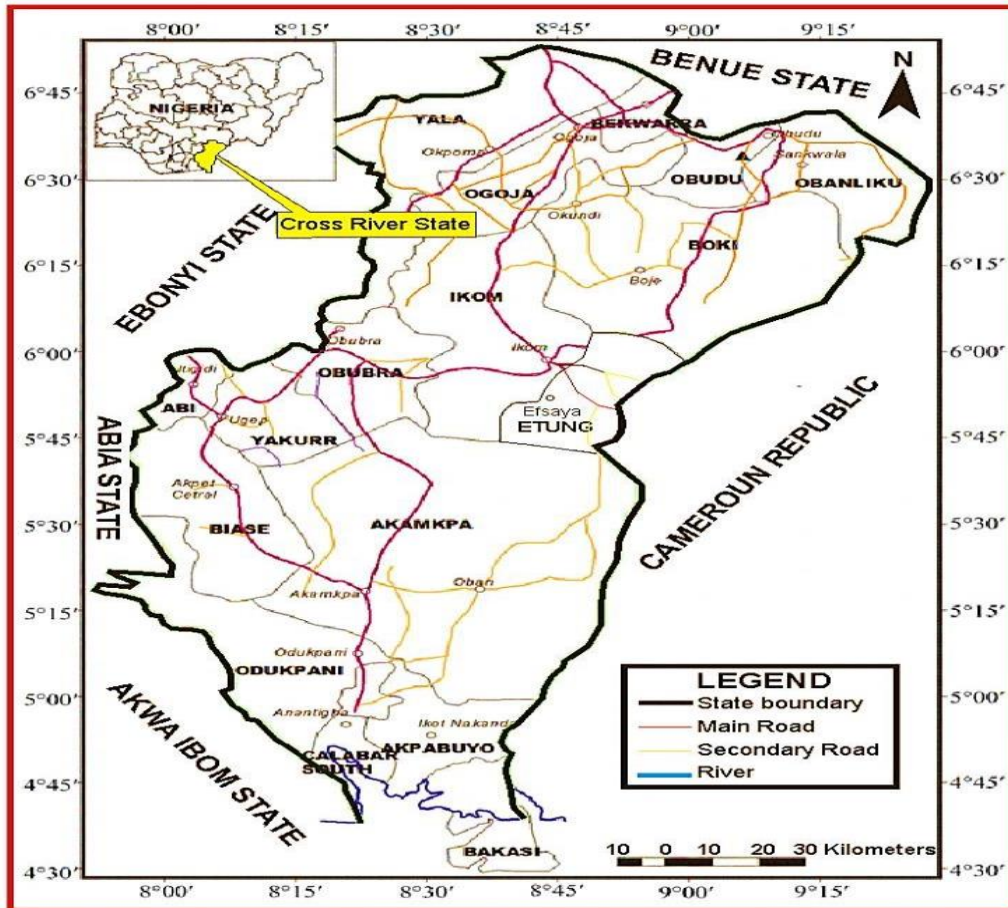 8°00′ 8°30′ 8°45′ 9°00′ 9°15′
N
BENUE STATE
6°45′ 6°45′
NIGERIA
YALA
BEKWARRA
Ogoja
Okpoma
Obudu
Sankwala
6°30′ 6°30′
OGOJA
OBUDU
OBANLIKU
Cross River State
Okundi
BOKI
EBONYI STATE
6°15′ 6°15′
Boje
IKOM
6°00′ 6°00′
Obubra
Ikom
OBUBRA
Itigidi
ABI
Ugep
Efsaya
ETUNG
YAKURR
5°45′ 5°45′
ABIA STATE
CAMEROUN REPUBLIC
Akpet
Cetral
BIASE
AKAMKPA
5°30′ 5°30′
Oban
Akamkpa
5°15′ 5°15′
Odukpani
ODUKPANI
5°00′ 5°00′
Anantigha
Ikot Nakanda
AKPABUYO
CALABAR
SOUTH
AKWA IBOM STATE
4°45′ 4°45′
LEGEND
State boundary
Main Road
Secondary Road
River
BAKASI
10 0 10 20 30 Kilometers
4°30′ 4°30′
8°00′ 8°15′ 8°30′ 8°45′ 9°00′ 9°15′